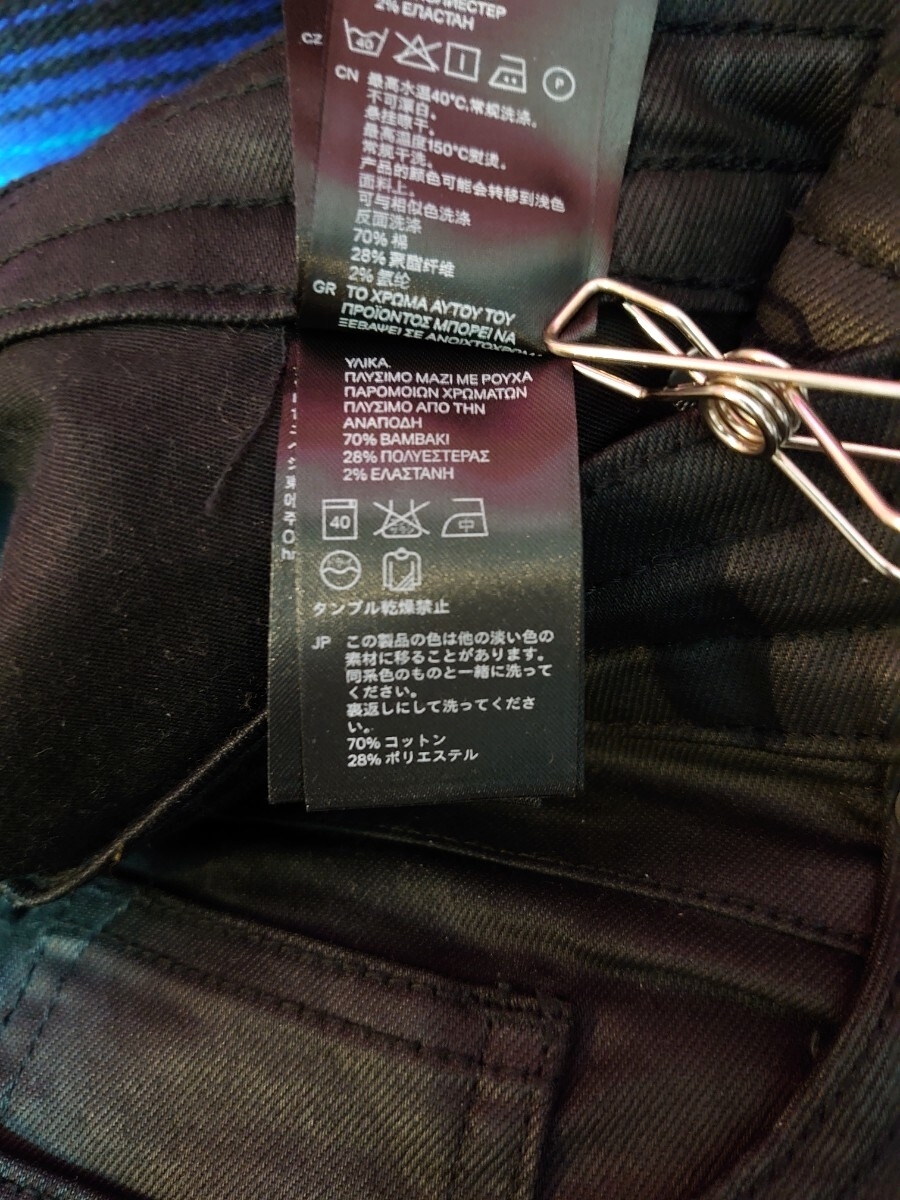 2% ЕЛАСТАН
CZ
40
P
CN 最高水温40°C,常规洗涤。
不可漂白。
悬挂晾干。
最高温度150°C熨烫。
常规干洗。
产品的颜色可能会转移到浅色
面料上。
可与相似色洗涤
反面洗涤
70% 棉
28% 聚酯纤维
2% 氨纶
GR ΤΟ ΧΡΩΜΑ ΑΥΤΟΥ ΤΟΥ
ΠΡΟΪΟΝΤΟΣ ΜΠΟΡΕΙ ΝΑ
ΞΕΒΑΨΕΙ ΣΕ ΑΝΟΙΧΤΟΧΡΩΜΑ
ΥΛΙΚΑ.
ΠΛΥΣΙΜΟ ΜΑΖΙ ΜΕ ΡΟΥΧΑ
ΠΑΡΟΜΟΙΩΝ ΧΡΩΜΑΤΩΝ
ΠΛΥΣΙΜΟ ΑΠΟ ΤΗΝ
ΑΝΑΠΟΔΗ
70% ΒΑΜΒΑΚΙ
28% ΠΟΛΥΕΣΤΕΡΑΣ
2% ΕΛΑΣΤΑΝΗ
40 中
タンブル乾燥禁止
JP この製品の色は他の淡い色の
素材に移ることがあります。
同系色のものと一緒に洗って
ください。
裏返しにして洗ってくださ
い。
70% コットン
28% ポリエステル